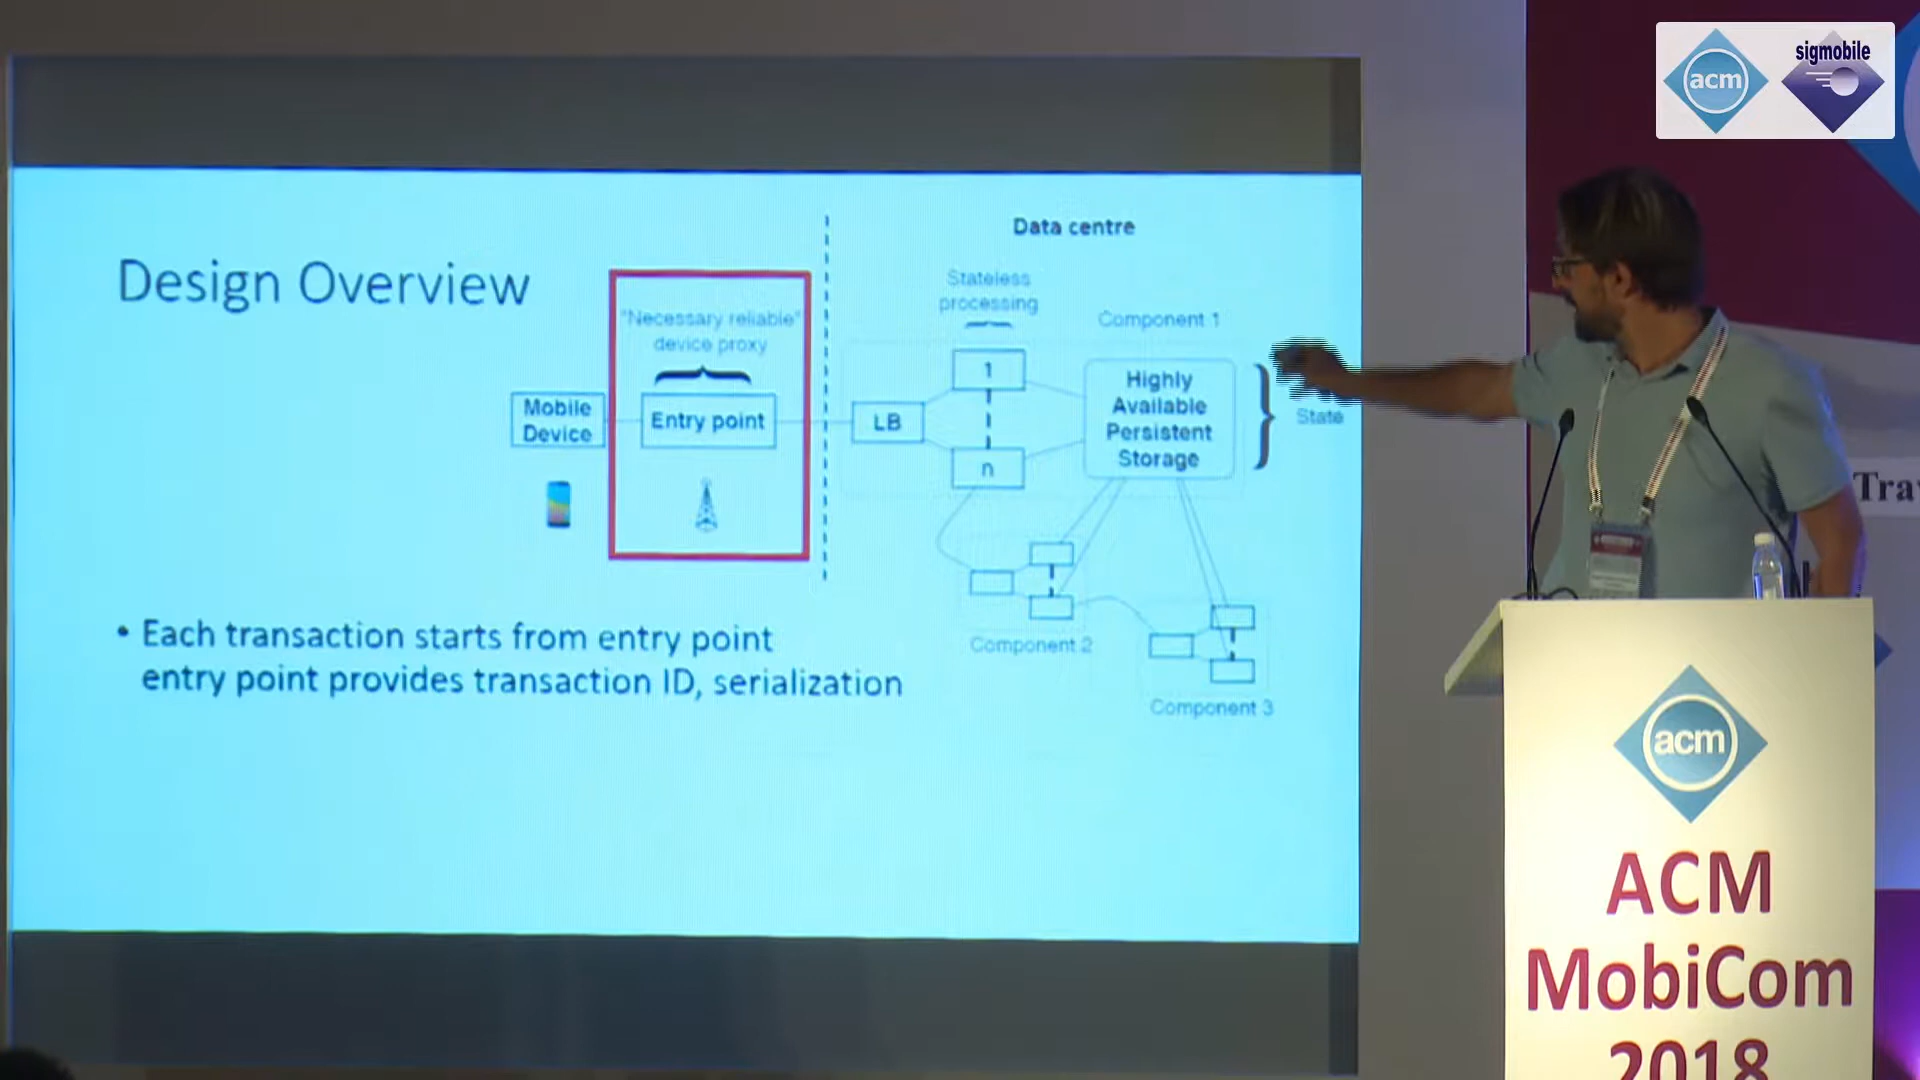 acm
sigmobile
Design Overview
Data centre
"Necessary reliable"
device proxy
Stateless
processing
Component 1
Mobile
Device
Entry point
LB
1
n
Highly
Available
Persistent
Storage
State
Component 2
Component 3
• Each transaction starts from entry point
entry point provides transaction ID, serialization
acm
ACM
MobiCom
2018